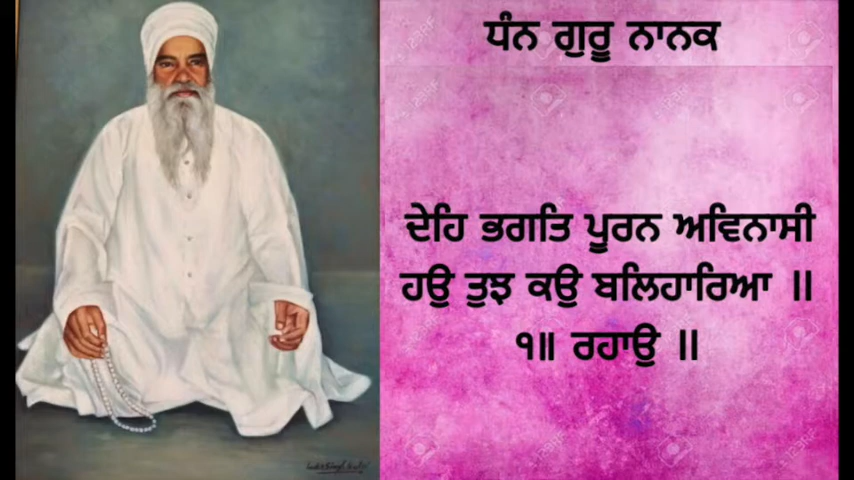 ਧੰਨ ਗੁਰੂ ਨਾਨਕ
ਦੇਹਿ ਭਗਤਿ ਪੂਰਨ ਅਵਿਨਾਸੀ
ਹਉ ਤੁਝ ਕਉ ਬਲਿਹਾਰਿਆ ॥
੧॥ ਰਹਾਉ ॥